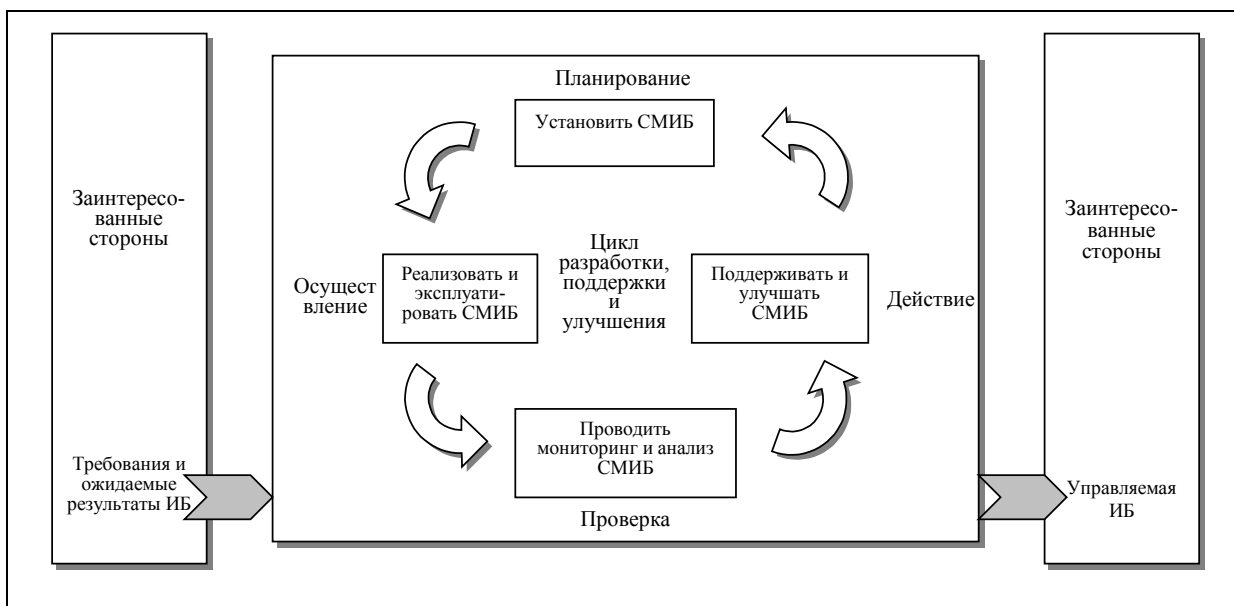 Заинтересо-
ванные
стороны
Требования и
ожидаемые
результаты ИБ
Планирование
Установить СМИБ
Осущест
вление
Реализовать и
эксплуати-
ровать СМИБ
Цикл
разработки,
поддержки
и
улучшения
Поддерживать и
улучшать
СМИБ
Действие
Проводить
мониторинг и анализ
СМИБ
Проверка
Заинтересо-
ванные
стороны
Управляемая
ИБ